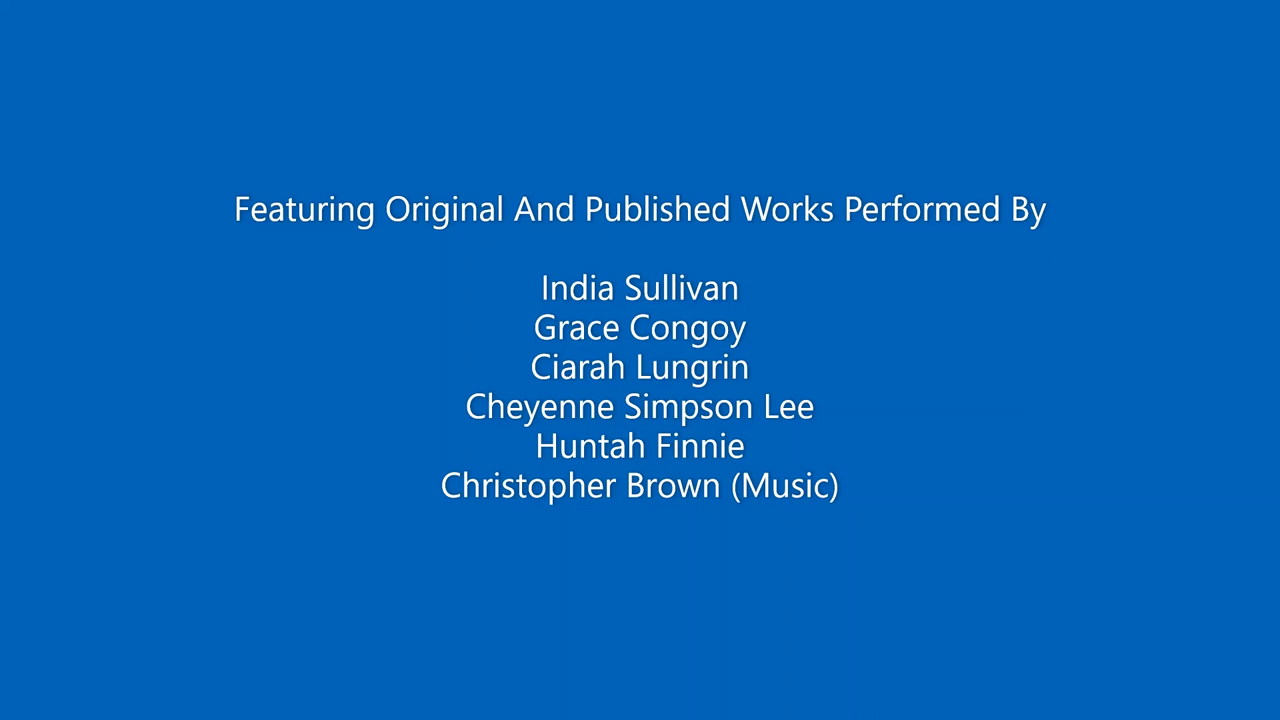 Featuring Original And Published Works Performed By
India Sullivan
Grace Congoy
Ciarah Lungrin
Cheyenne Simpson Lee
Huntah Finnie
Christopher Brown (Music)